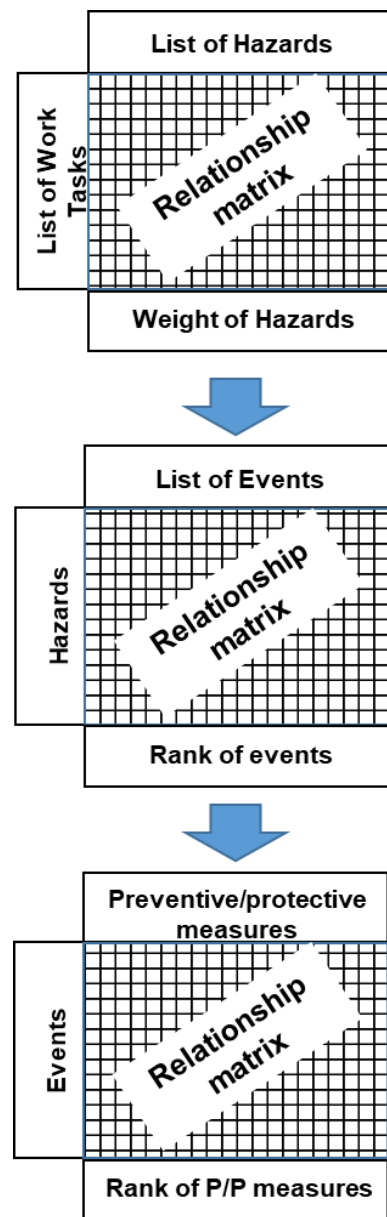 List of Hazards
List of Work
Tasks
Relationship
matrix
Weight of Hazards
List of Events
Hazards
Relationship
matrix
Rank of events
Preventive/protective
measures
Events
Relationship
matrix
Rank of P/P measures